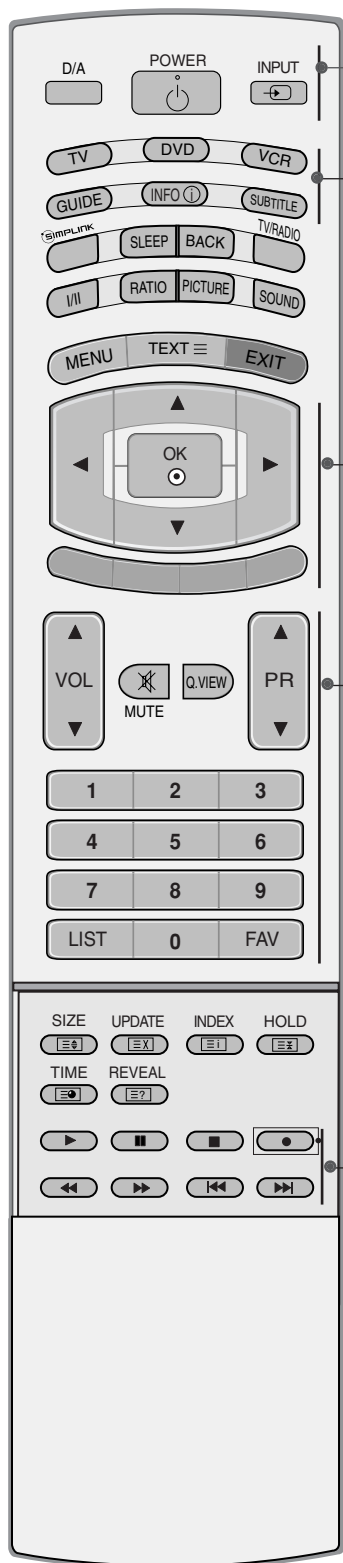 D/A POWER INPUT
TV DVD VCR
GUIDE INFO i SUBTITLE
SIMPLINK SLEEP BACK TV/RADIO
I/II RATIO PICTURE SOUND
MENU TEXT EXIT
OK
VOL MUTE Q.VIEW PR
1 2 3
4 5 6
7 8 9
LIST 0 FAV
SIZE UPDATE INDEX HOLD
TIME REVEAL